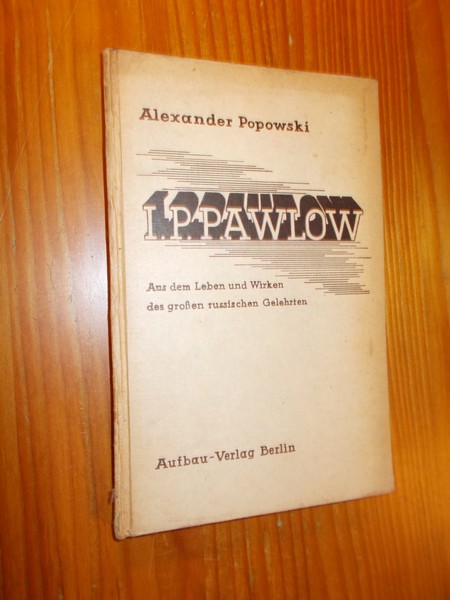 Alexander Popowski
I.P.PAWLOW
Aus dem Leben und Wirken
des großen russischen Gelehrten
Aufbau-Verlag Berlin